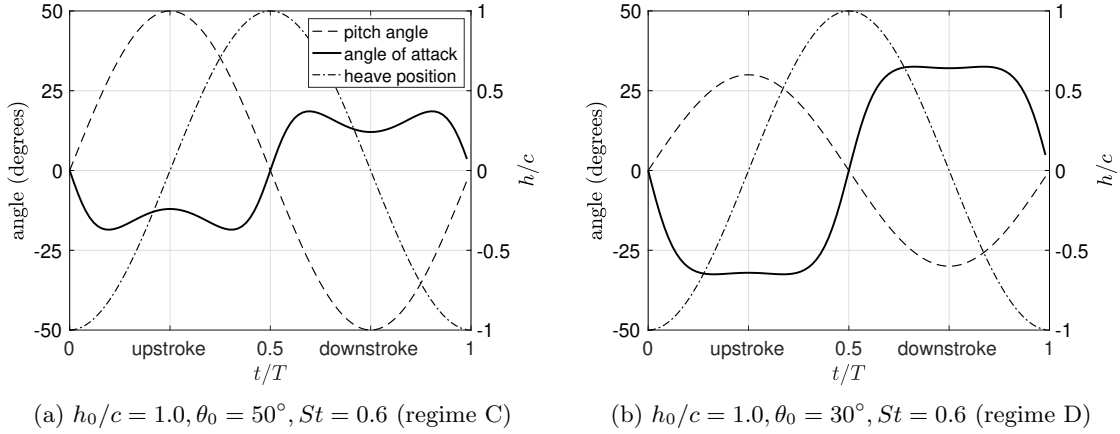 50
25
0
-25
-50
angle (degrees)
0
upstroke
0.5
downstroke
1
t/T
1
0.5
0
-0.5
-1
h/c
pitch angle
angle of attack
heave position
(a) h₀/c = 1.0, θ₀ = 50°, St = 0.6 (regime C)
50
25
0
-25
-50
angle (degrees)
0
upstroke
0.5
downstroke
1
t/T
1
0.5
0
-0.5
-1
h/c
(b) h₀/c = 1.0, θ₀ = 30°, St = 0.6 (regime D)